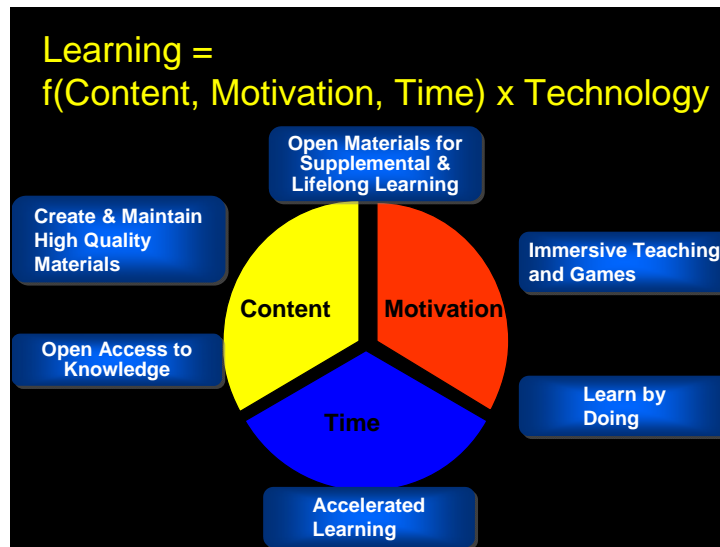 Learning =
f(Content, Motivation, Time) x Technology
Open Materials for
Supplemental &
Lifelong Learning
Create & Maintain
High Quality
Materials
Immersive Teaching
and Games
Content
Motivation
Open Access to
Knowledge
Learn by
Doing
Time
Accelerated
Learning